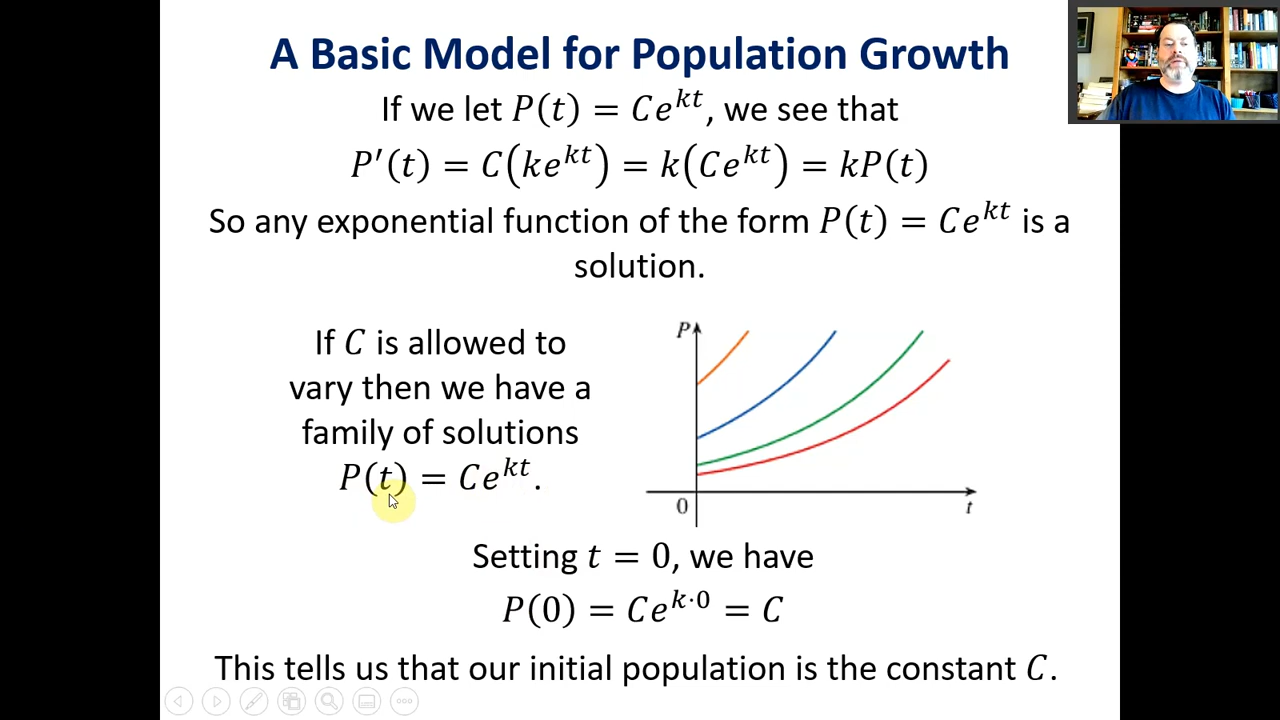 A Basic Model for Population Growth
If we let P(t) = Ce^{kt}, we see that
P′(t) = C(ke^{kt}) = k(Ce^{kt}) = kP(t)
So any exponential function of the form P(t) = Ce^{kt} is a
solution.
If C is allowed to
vary then we have a
family of solutions
P(t) = Ce^{kt}.
P
0
t
Setting t = 0, we have
P(0) = Ce^{k·0} = C
This tells us that our initial population is the constant C.